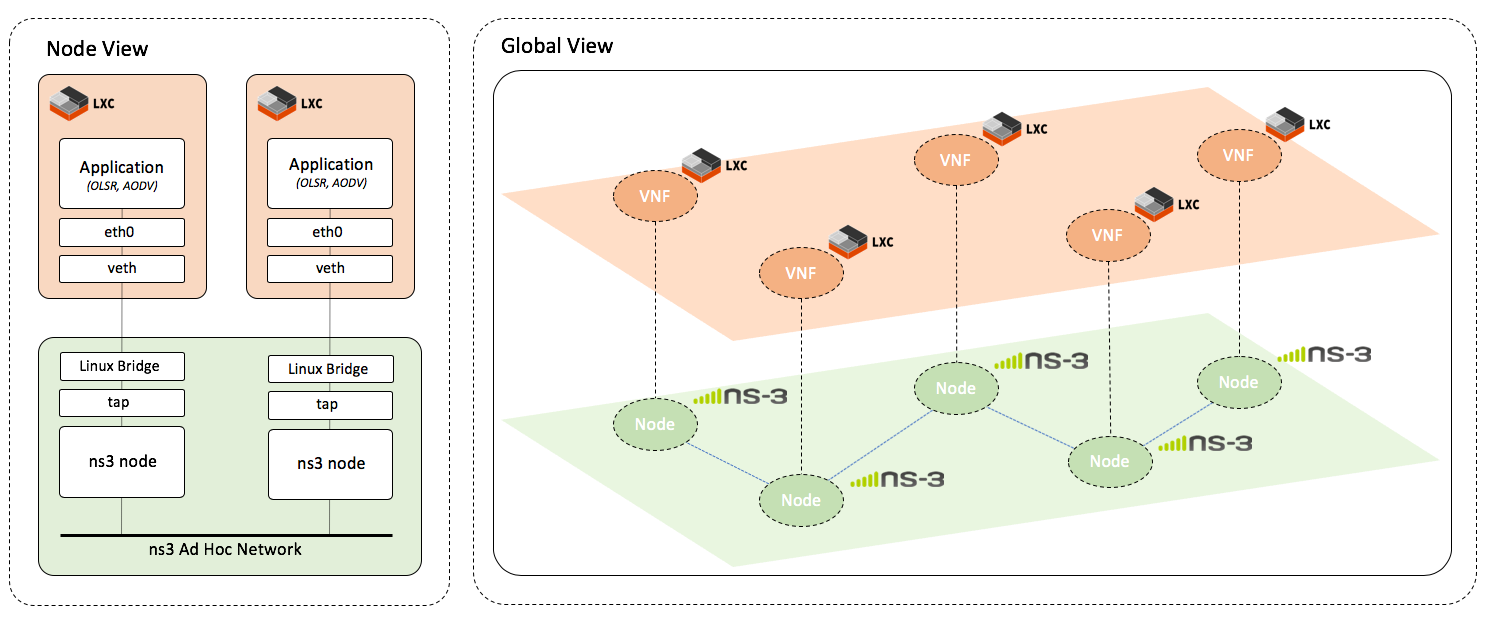 Node View
LXC
LXC
Application
(OLSR, AODV)
Application
(OLSR, AODV)
eth0
eth0
veth
veth
Linux Bridge
Linux Bridge
tap
tap
ns3 node
ns3 node
ns3 Ad Hoc Network
Global View
LXC
LXC
VNF
VNF
LXC
VNF
LXC
VNF
LXC
VNF
ns-3
ns-3
Node
Node
ns-3
Node
ns-3
Node
ns-3
Node